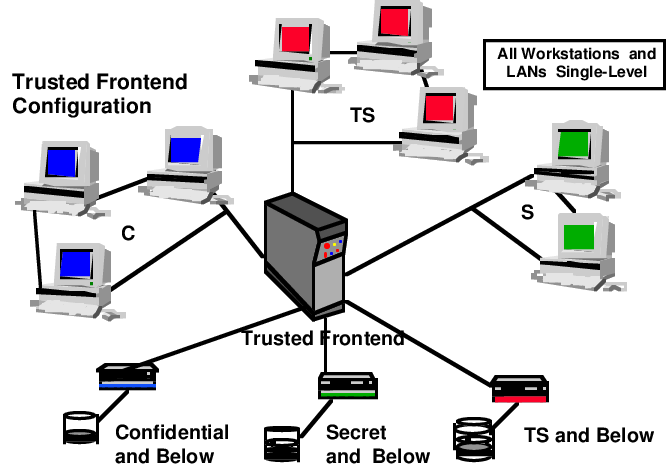 All Workstations and
LANs Single-Level
Trusted Frontend
Configuration
TS
C
S
Trusted Frontend
Confidential
and Below
Secret
and Below
TS and Below